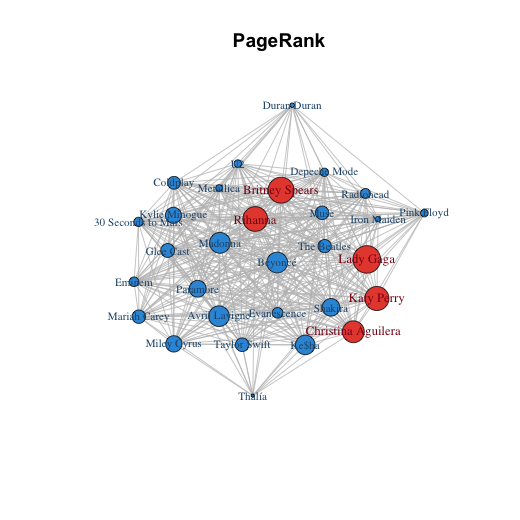 PageRank
Duran Duran
U2
Depeche Mode
Coldplay
Metallica
Britney Spears
Radiohead
30 Seconds to Mars
Kylie Minogue
Rihanna
Muse
Iron Maiden
Pink Floyd
Glee Cast
Madonna
The Beatles
Beyoncé
Lady Gaga
Eminem
Paramore
Katy Perry
Mariah Carey
Avril Lavigne
Evanescence
Shakira
Christina Aguilera
Miley Cyrus
Taylor Swift
Ke$ha
Thalía